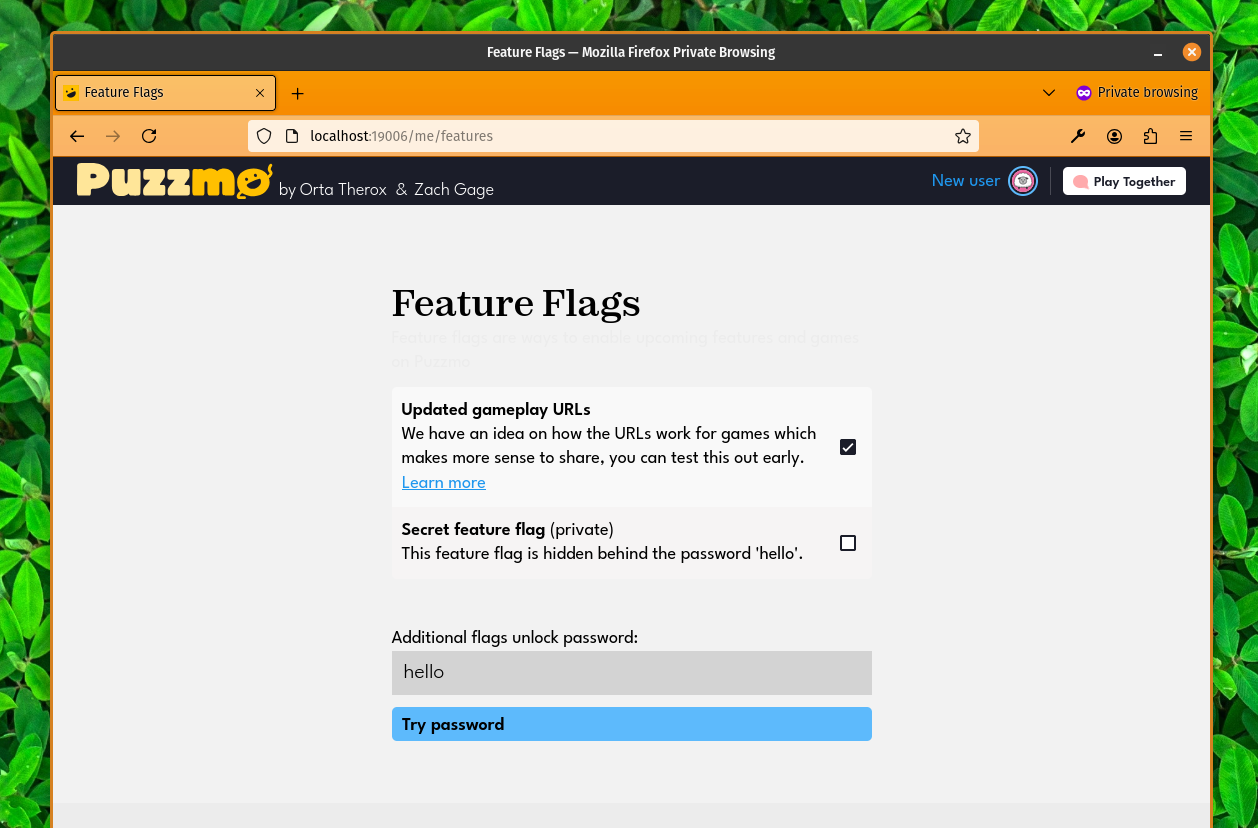 Feature Flags — Mozilla Firefox Private Browsing
Feature Flags
Private browsing
localhost:19006/me/features
Puzzmo by Orta Therox & Zach Gage
New user
Play Together
Feature Flags
Feature flags are ways to enable upcoming features and games
on Puzzmo
Updated gameplay URLs
We have an idea on how the URLs work for games which
makes more sense to share, you can test this out early.
Learn more
Secret feature flag (private)
This feature flag is hidden behind the password 'hello'.
Additional flags unlock password:
hello
Try password